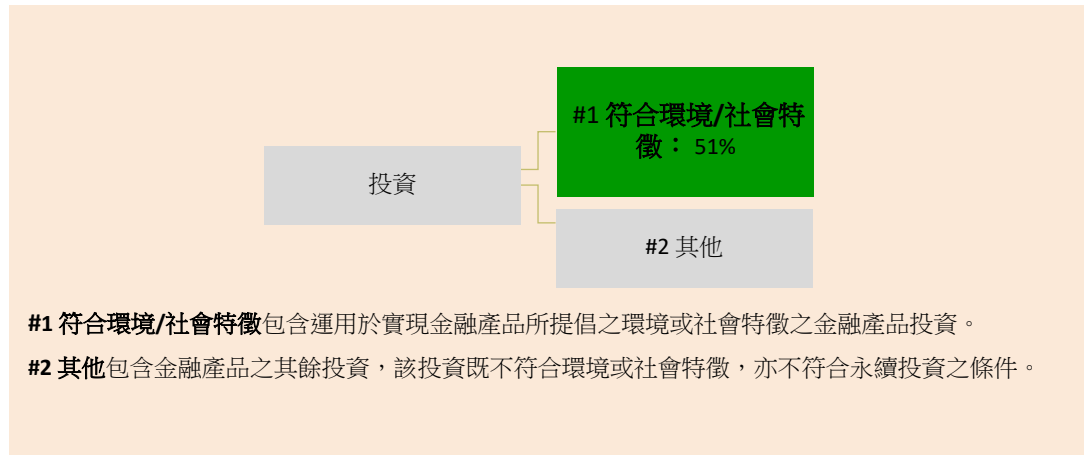 #1 符合環境/社會特
徵： 51%
投資
#2 其他
#1 符合環境/社會特徵包含運用於實現金融產品所提倡之環境或社會特徵之金融產品投資。
#2 其他包含金融產品之其餘投資，該投資既不符合環境或社會特徵，亦不符合永續投資之條件。